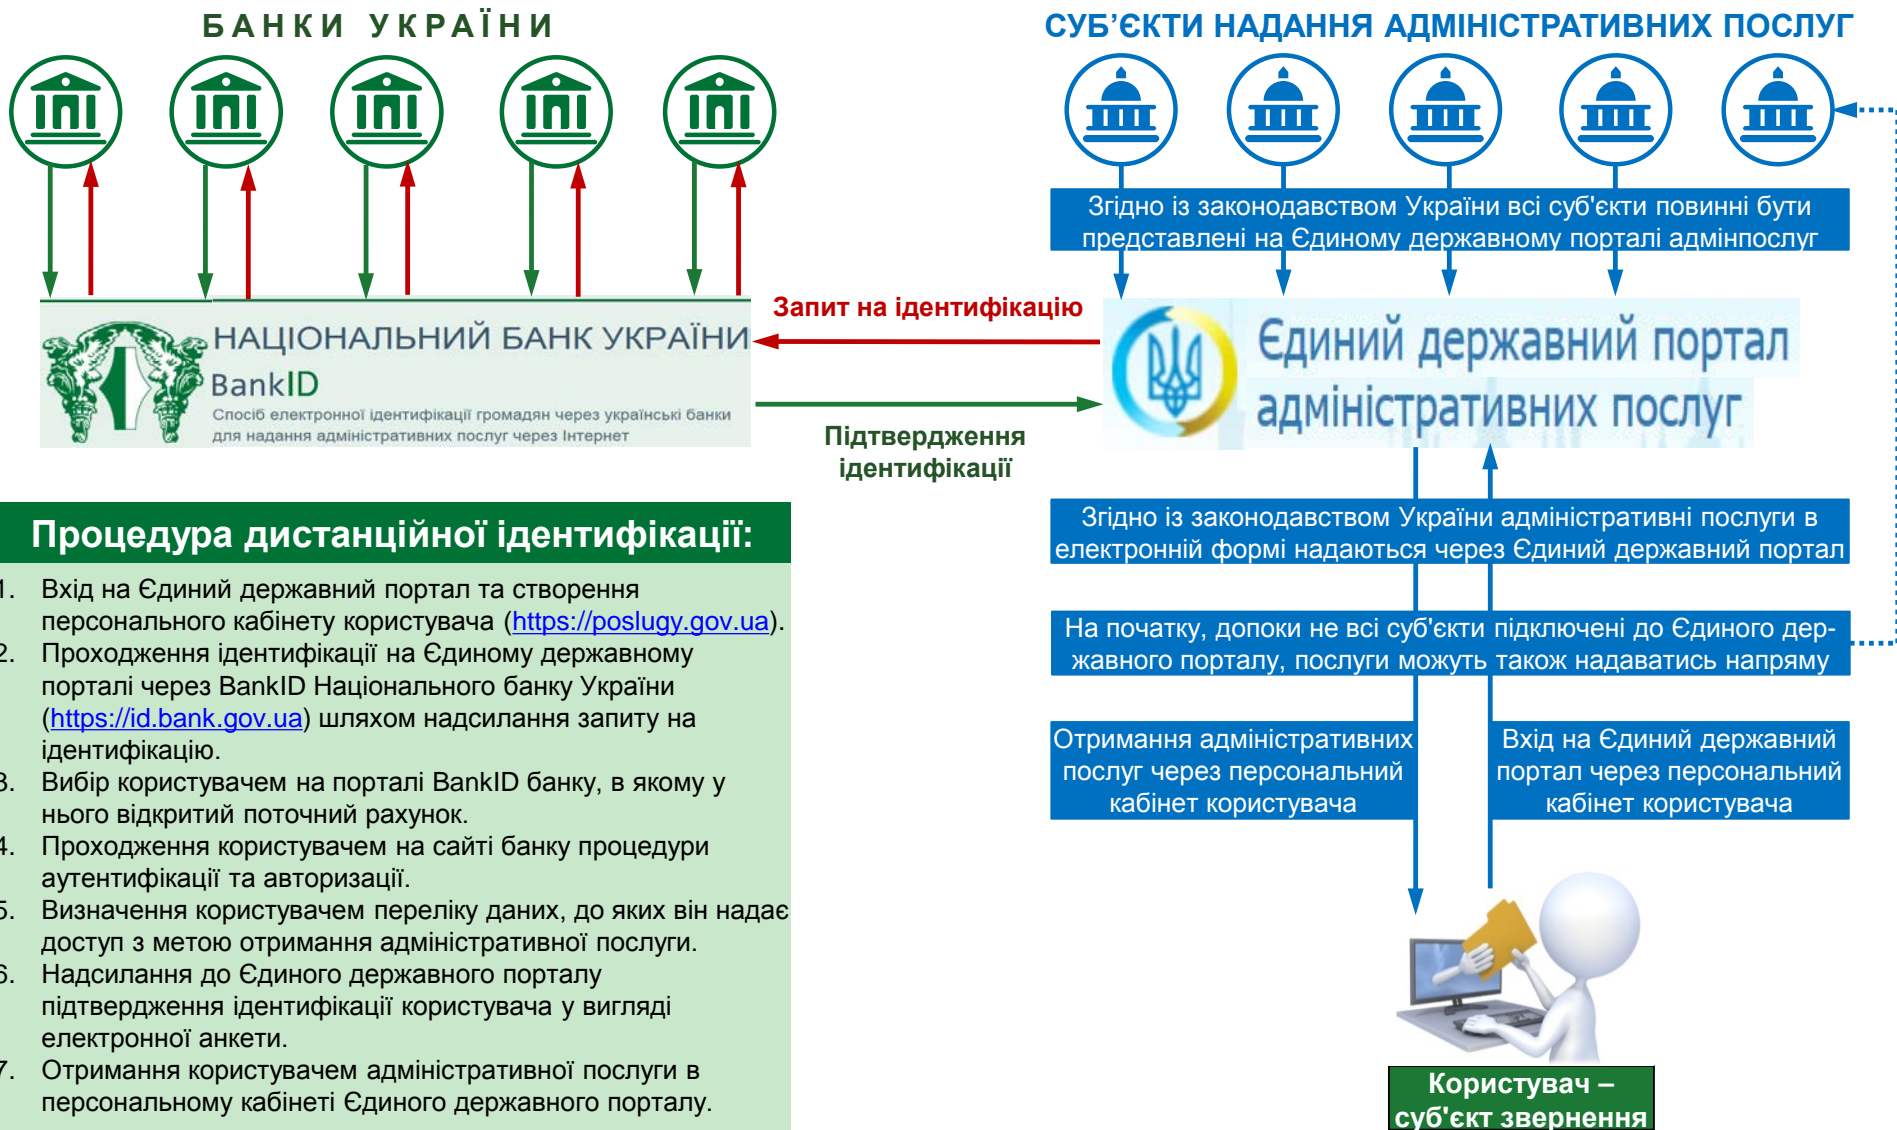 БАНКИ УКРАЇНИ
СУБ’ЄКТИ НАДАННЯ АДМІНІСТРАТИВНИХ ПОСЛУГ
Згідно із законодавством України всі суб'єкти повинні бути
представлені на Єдиному державному порталі адмінпослуг
НАЦІОНАЛЬНИЙ БАНК УКРАЇНИ
BankID
Спосіб електронної ідентифікації громадян через українські банки
для надання адміністративних послуг через Інтернет
Запит на ідентифікацію
Підтвердження
ідентифікації
Єдиний державний портал
адміністративних послуг
Процедура дистанційної ідентифікації:
1. Вхід на Єдиний державний портал та створення
персонального кабінету користувача (https://poslugy.gov.ua).
2. Проходження ідентифікації на Єдиному державному
порталі через BankID Національного банку України
(https://id.bank.gov.ua) шляхом надсилання запиту на
ідентифікацію.
3. Вибір користувачем на порталі BankID банку, в якому у
нього відкритий поточний рахунок.
4. Проходження користувачем на сайті банку процедури
аутентифікації та авторизації.
5. Визначення користувачем переліку даних, до яких він надає
доступ з метою отримання адміністративної послуги.
6. Надсилання до Єдиного державного порталу
підтвердження ідентифікації користувача у вигляді
електронної анкети.
7. Отримання користувачем адміністративної послуги в
персональному кабінеті Єдиного державного порталу.
Згідно із законодавством України адміністративні послуги в
електронній формі надаються через Єдиний державний портал
На початку, допоки не всі суб'єкти підключені до Єдиного дер-
жавного порталу, послуги можуть також надаватись напряму
Отримання адміністративних
послуг через персональний
кабінет користувача
Вхід на Єдиний державний
портал через персональний
кабінет користувача
Користувач –
суб'єкт звернення